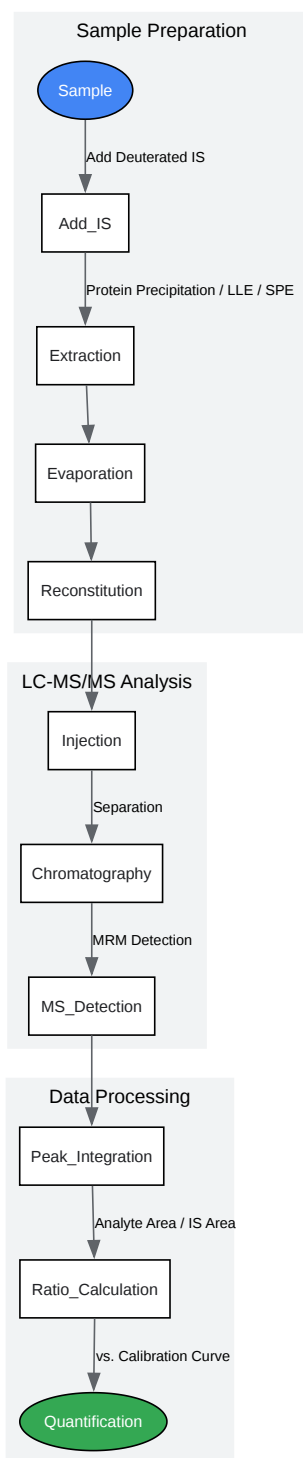 Sample Preparation
Sample
Add Deuterated IS
Add_IS
Protein Precipitation / LLE / SPE
Extraction
Evaporation
Reconstitution
LC-MS/MS Analysis
Injection
Separation
Chromatography
MRM Detection
MS_Detection
Data Processing
Peak_Integration
Analyte Area / IS Area
Ratio_Calculation
vs. Calibration Curve
Quantification